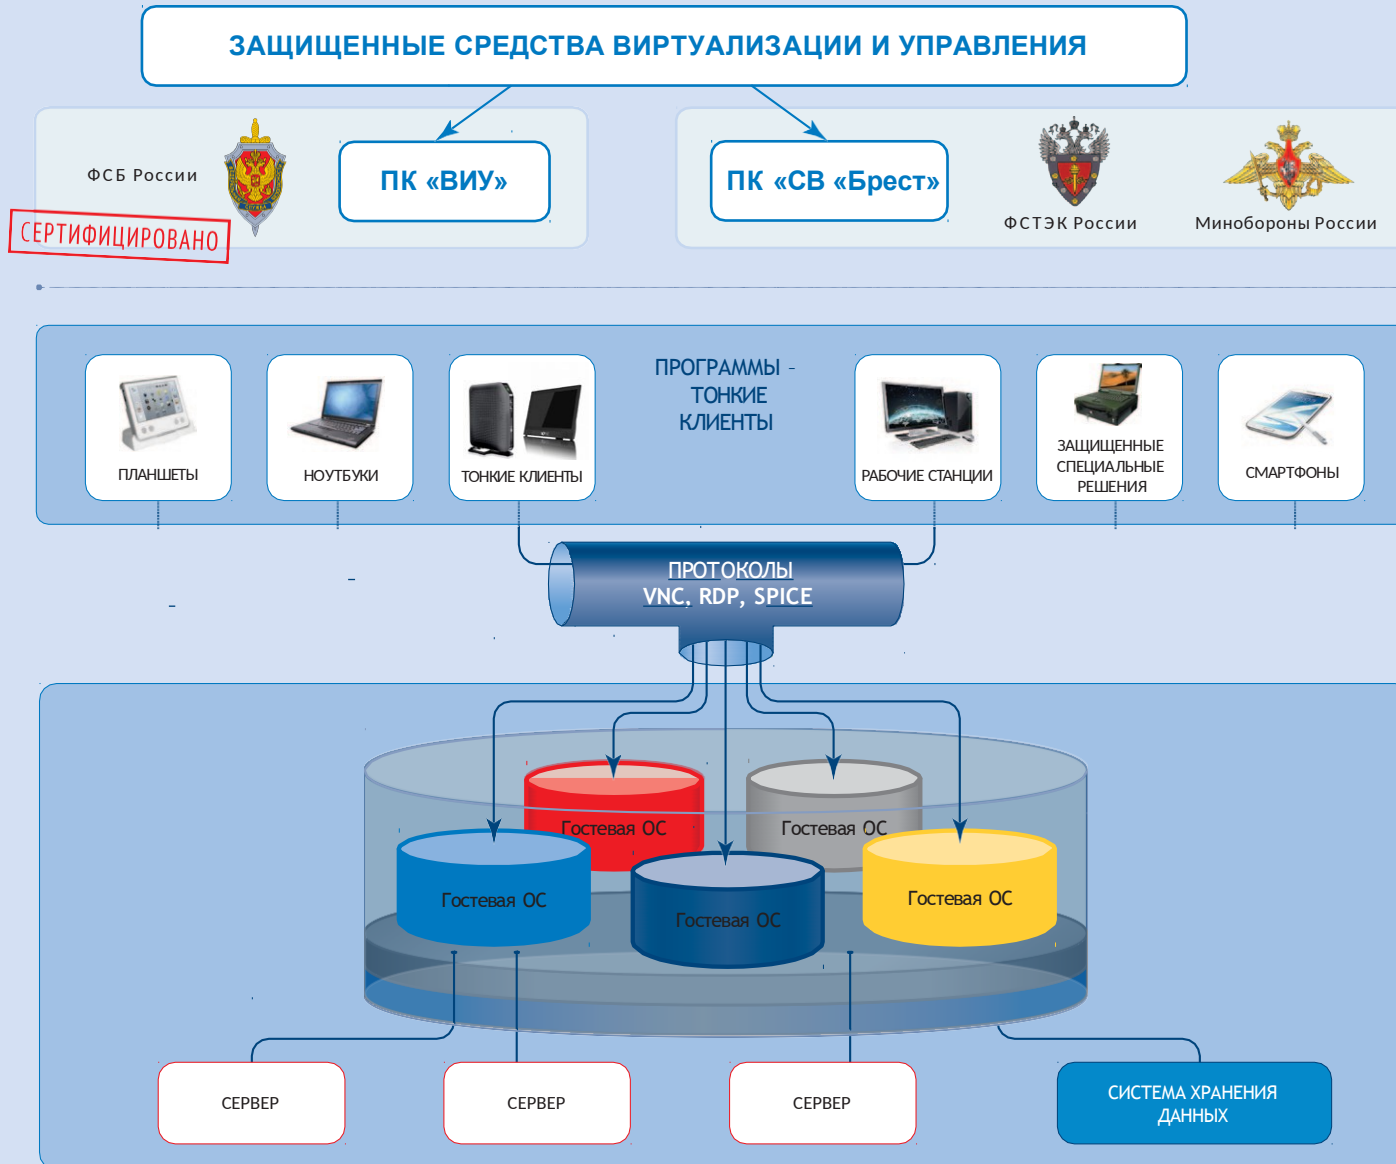 ЗАЩИЩЕННЫЕ СРЕДСТВА ВИРТУАЛИЗАЦИИ И УПРАВЛЕНИЯ
ФСБ России
СЕРТИФИЦИРОВАНО
ПК «ВИУ»
ПК «СВ «Брест»
ФСТЭК России
Минобороны России
ПЛАНШЕТЫ
НОУТБУКИ
ТОНКИЕ КЛИЕНТЫ
ПРОГРАММЫ -
ТОНКИЕ
КЛИЕНТЫ
РАБОЧИЕ СТАНЦИИ
ЗАЩИЩЕННЫЕ
СПЕЦИАЛЬНЫЕ
РЕШЕНИЯ
СМАРТФОНЫ
ПРОТОКОЛЫ
VNC, RDP, SPICE
Гостевая ОС
Гостевая ОС
Гостевая ОС
Гостевая ОС
Гостевая ОС
СЕРВЕР
СЕРВЕР
СЕРВЕР
СИСТЕМА ХРАНЕНИЯ
ДАННЫХ